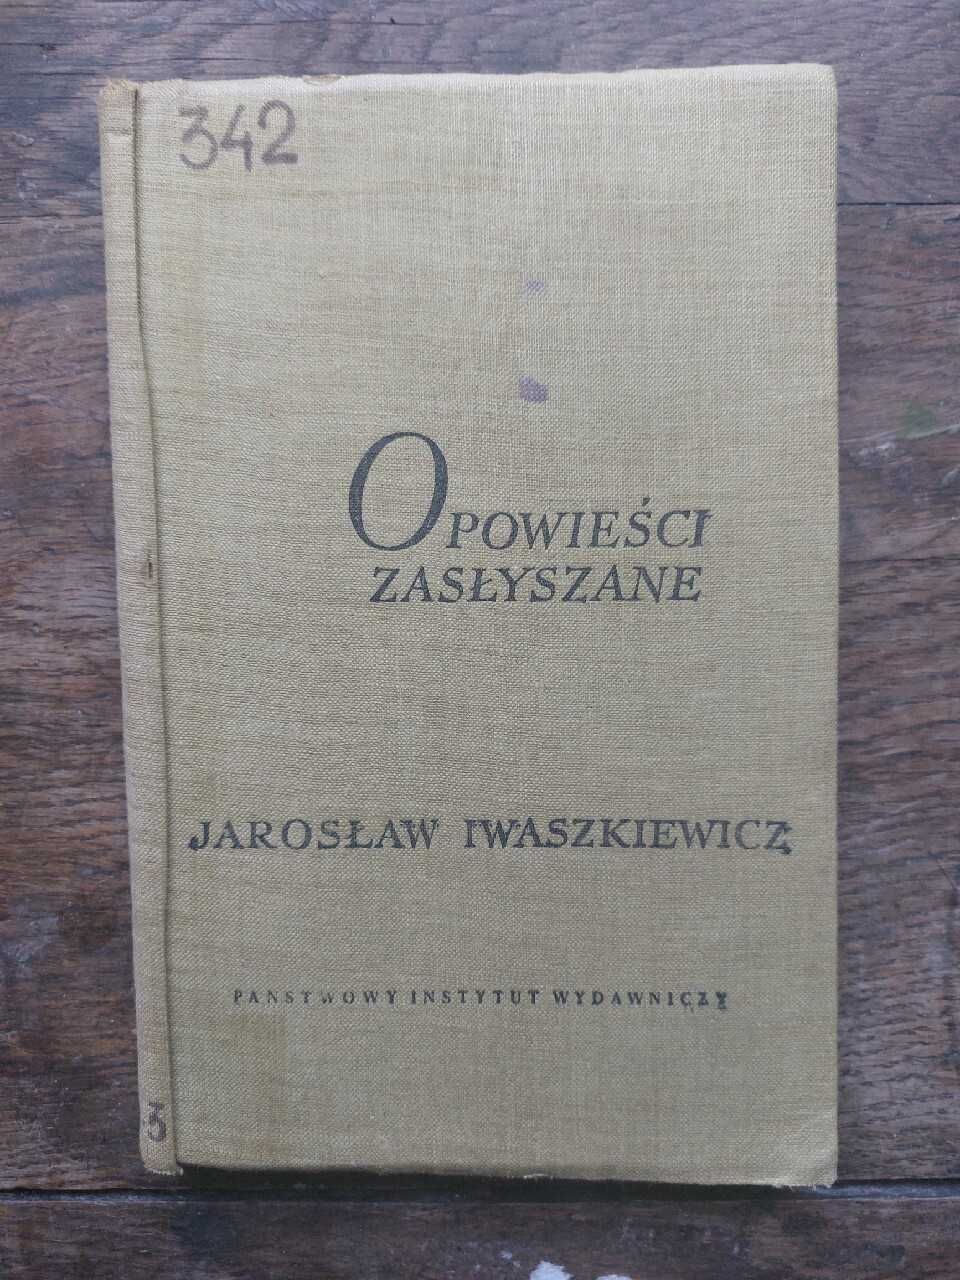 342
OPOWIEŚCI
ZASŁYSZANE
JAROSŁAW IWASZKIEWICZ
PAŃSTWOWY INSTYTUT WYDAWNICZY
3